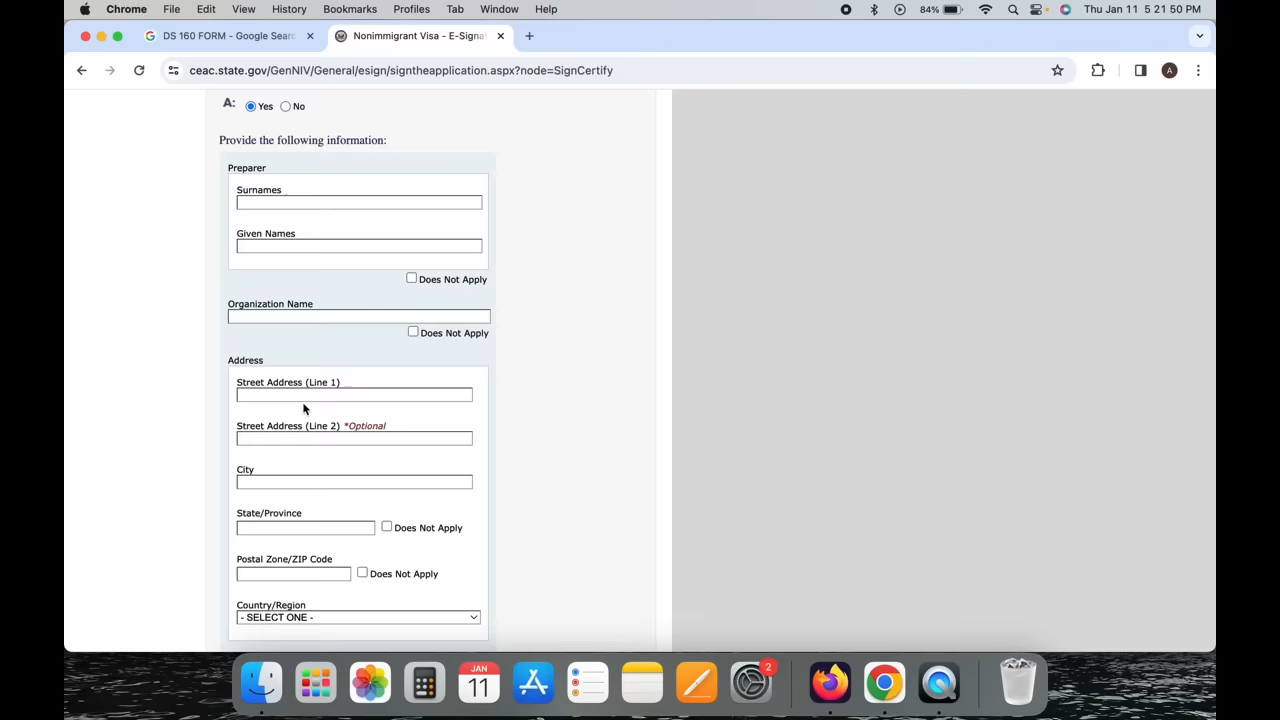 Chrome File Edit View History Bookmarks Profiles Tab Window Help 84% Thu Jan 11 5 21 50 PM
DS 160 FORM - Google Searc Nonimmigrant Visa - E-Signat
ceac.state.gov/GenNIV/General/esign/signtheapplication.aspx?node=SignCertify A
A: Yes No
Provide the following information:
Preparer
Surnames
Given Names
Does Not Apply
Organization Name
Does Not Apply
Address
Street Address (Line 1)
Street Address (Line 2) *Optional
City
State/Province
Does Not Apply
Postal Zone/ZIP Code
Does Not Apply
Country/Region
- SELECT ONE -
JAN
11
2